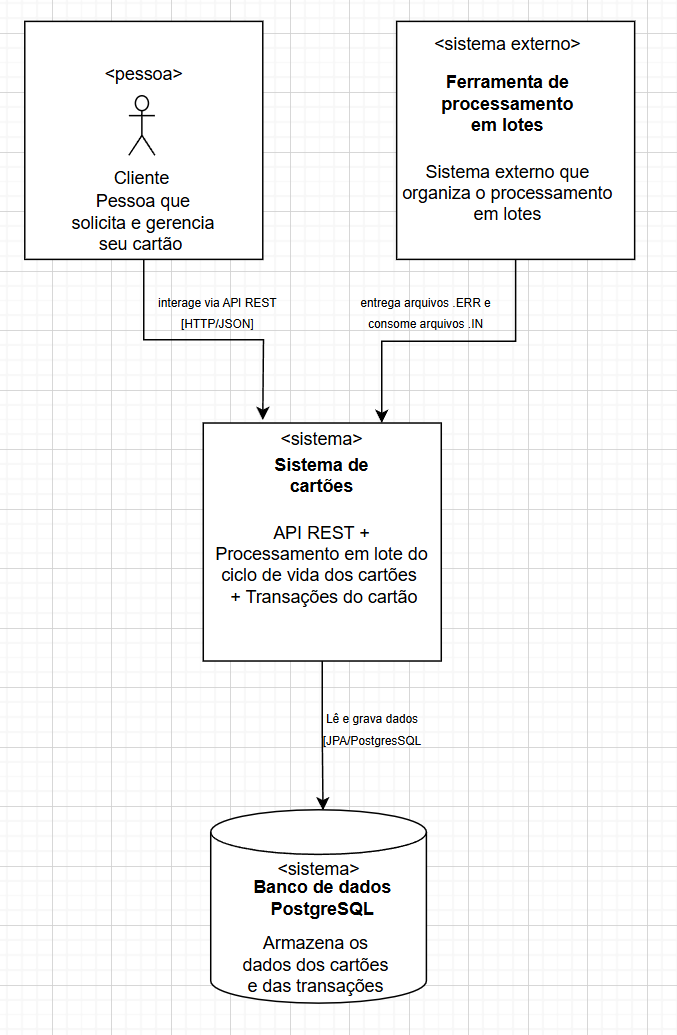 <pessoa>
Cliente
Pessoa que
solicita e gerencia
seu cartão
<sistema externo>
Ferramenta de
processamento
em lotes
Sistema externo que
organiza o processamento
em lotes
interage via API REST
[HTTP/JSON]
entrega arquivos .ERR e
consome arquivos .IN
<sistema>
Sistema de
cartões
API REST +
Processamento em lote do
ciclo de vida dos cartões
+ Transações do cartão
Lê e grava dados
[JPA/PostgresSQL
<sistema>
Banco de dados
PostgreSQL
Armazena os
dados dos cartões
e das transações